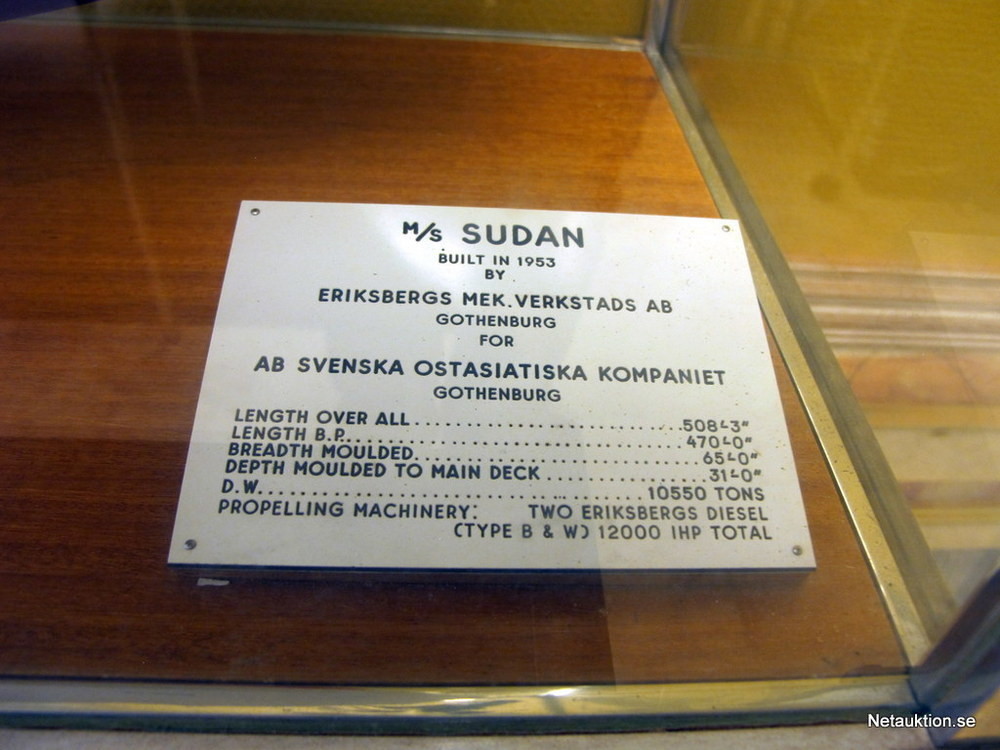 M/S SUDAN
BUILT IN 1953
BY
ERIKSBERGS MEK. VERKSTADS AB
GOTHENBURG
FOR
AB SVENSKA OSTASIATISKA KOMPANIET
GOTHENBURG
LENGTH OVER ALL..............................508'-3"
LENGTH B.P......................................470'-0"
BREADTH MOULDED..............................65'-0"
DEPTH MOULDED TO MAIN DECK................31'-0"
D.W..........................................10550 TONS
PROPELLING MACHINERY: TWO ERIKSBERGS DIESEL
(TYPE B & W) 12000 IHP TOTAL
Netauktion.se